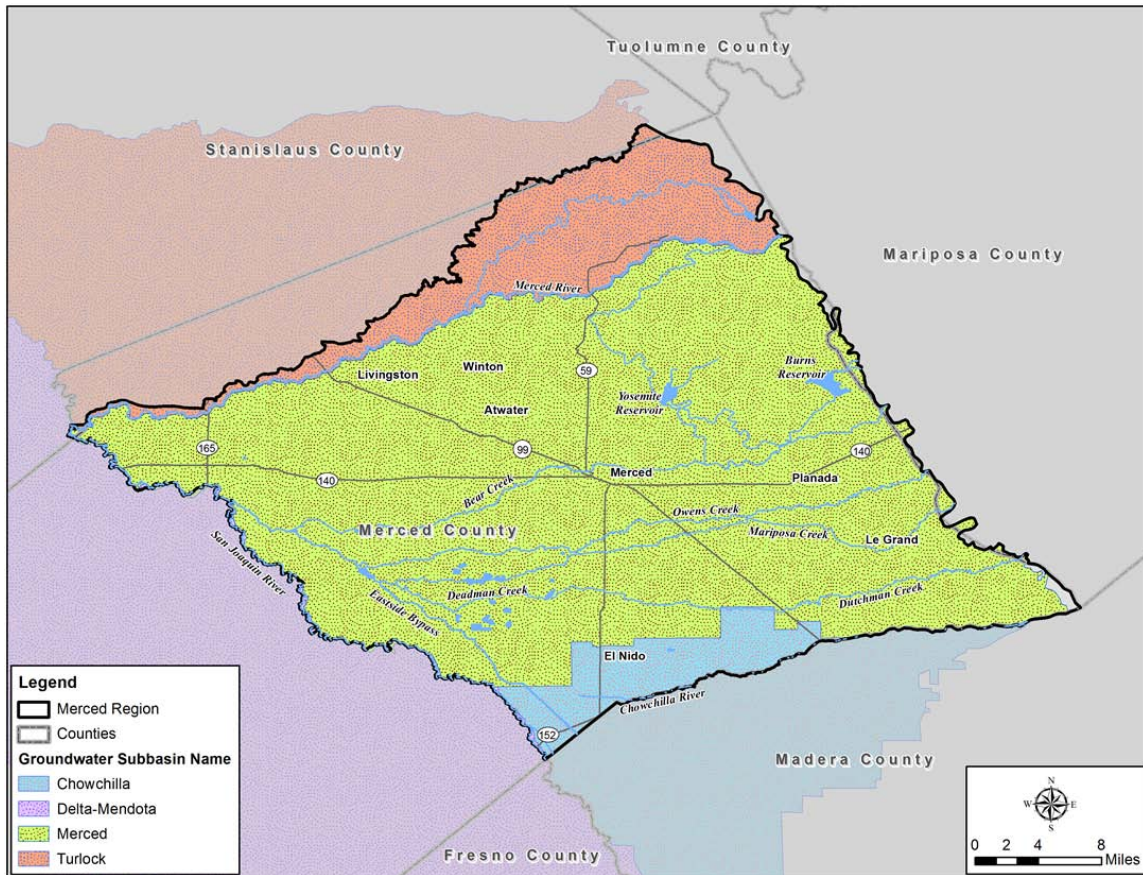 Tuolumne County
Stanislaus County
Mariposa County
Merced River
Livingston
Winton
Atwater
59
Yosemite
Reservoir
Burns
Reservoir
165
99
140
140
Merced
Planada
Bear Creek
Owens Creek
Merced County
Mariposa Creek
Le Grand
San Joaquin River
Eastside Bypass
Deadman Creek
Dutchman Creek
El Nido
Chowchilla River
152
Madera County
Fresno County
Legend
Merced Region
Counties
Groundwater Subbasin Name
Chowchilla
Delta-Mendota
Merced
Turlock
N
W
E
S
0 2 4 8
Miles